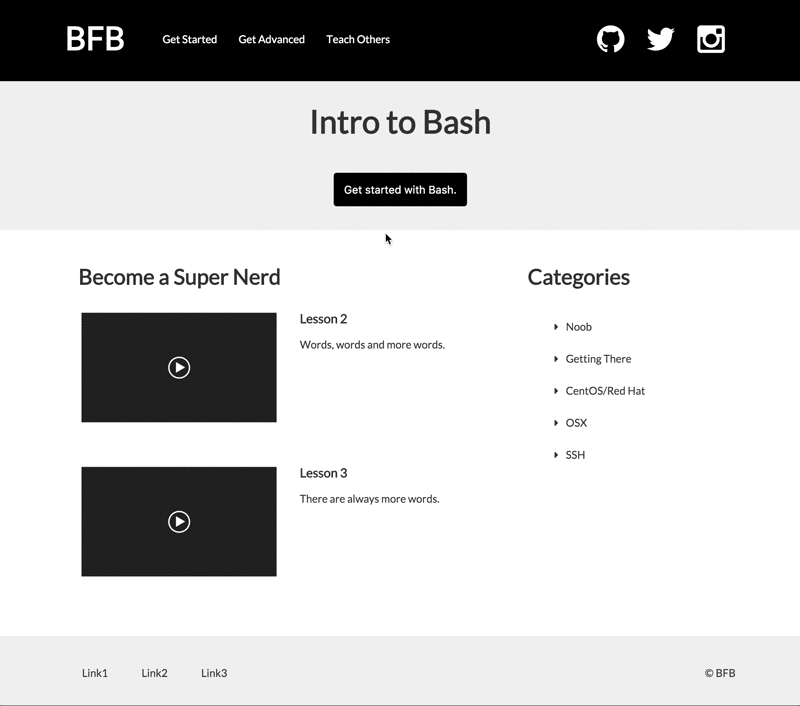 BFB
Get Started Get Advanced Teach Others
Intro to Bash
Get started with Bash.
Become a Super Nerd
Lesson 2
Words, words and more words.
Lesson 3
There are always more words.
Categories
Noob
Getting There
CentOS/Red Hat
OSX
SSH
Link1 Link2 Link3
© BFB